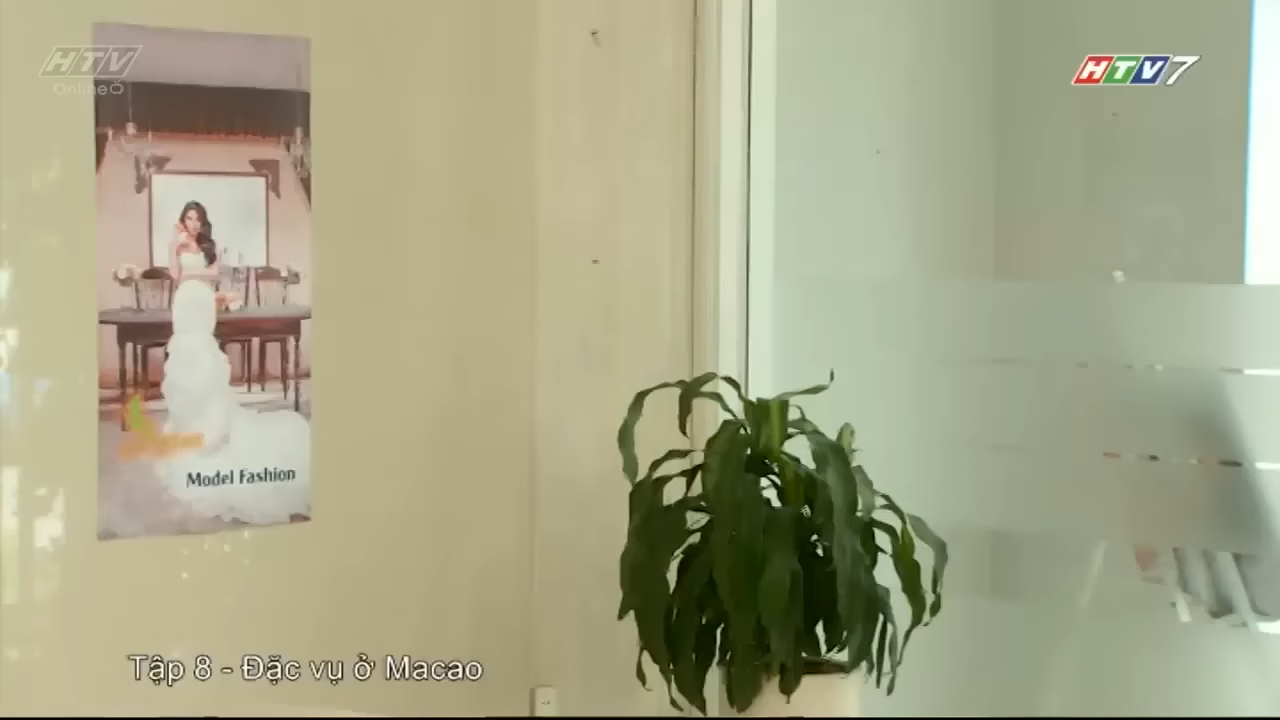 HTV
Online
HTV7
Model Fashion
Tập 8 - Đặc vụ ở Macao